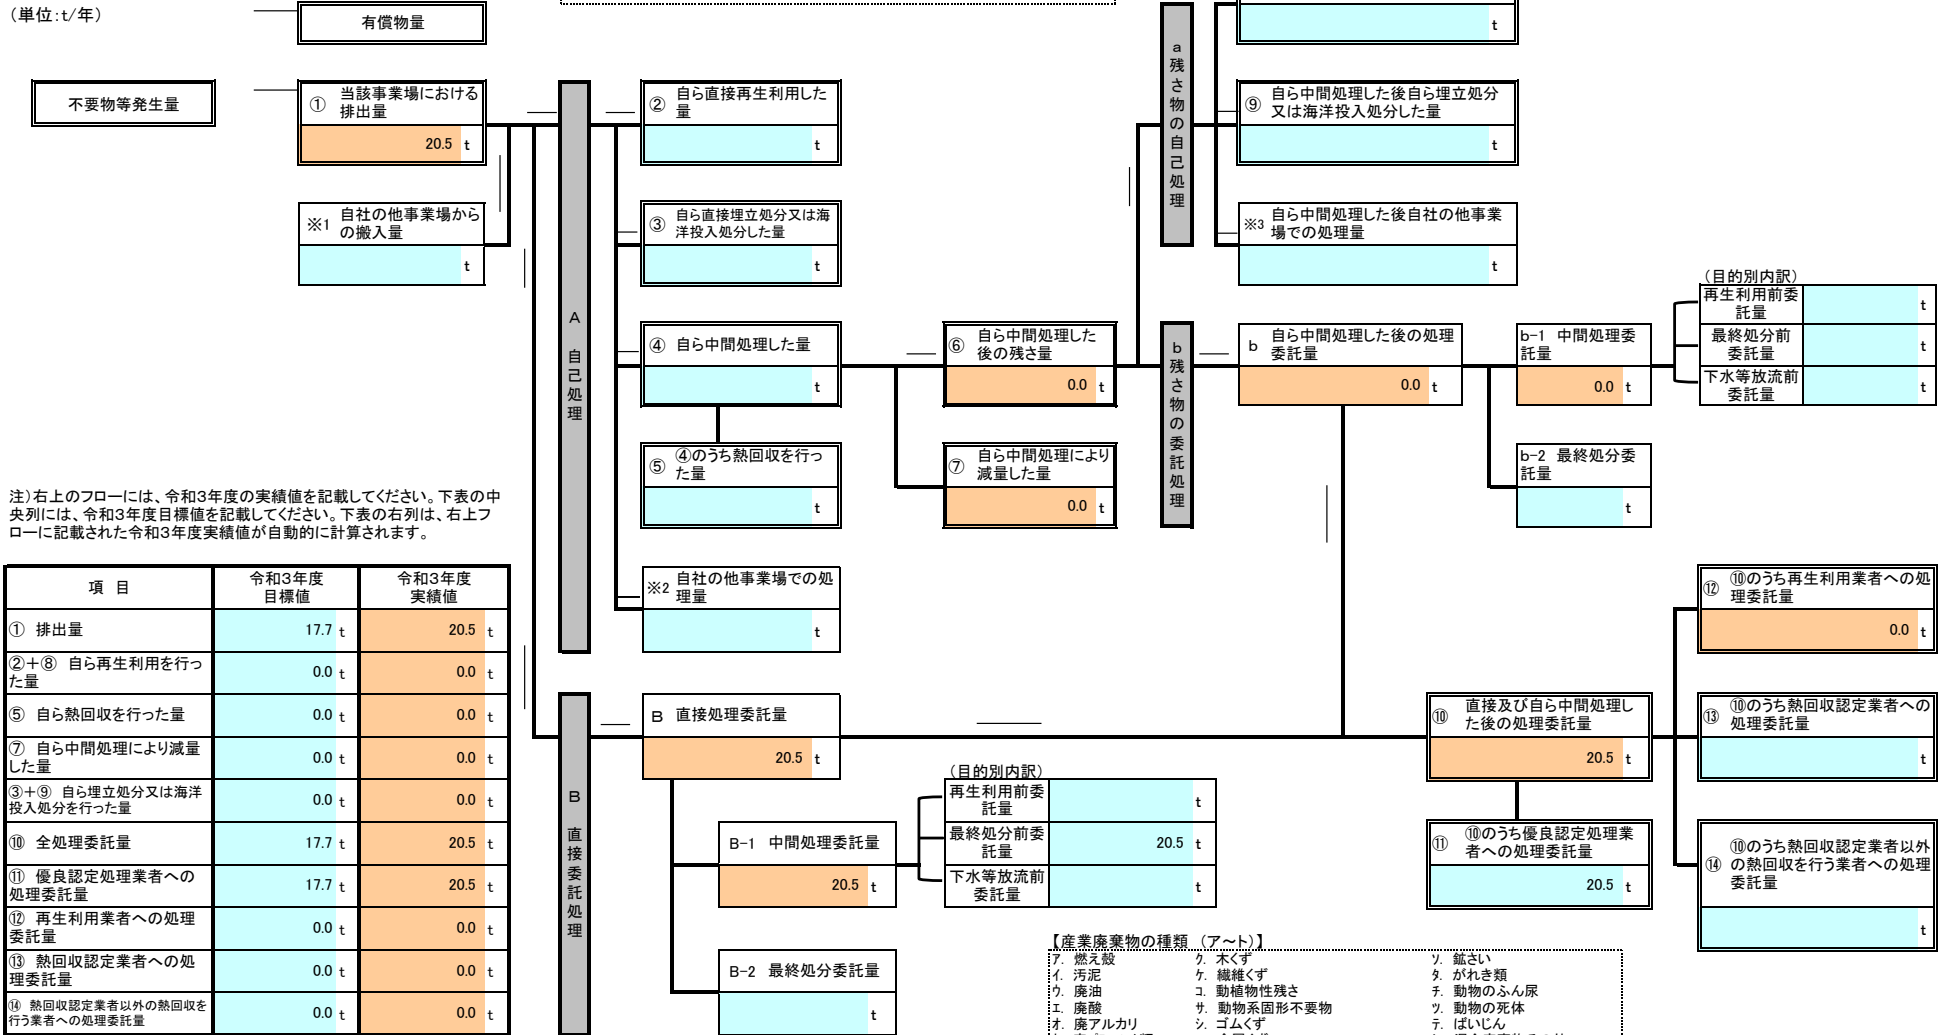 （単位：t/年）
有償物量
t
不要物等発生量
① 当該事業場における
排出量
20.5 t
※1 自社の他事業場から
の搬入量
t
A 自己処理
② 自ら直接再生利用した
量
t
③ 自ら直接埋立処分又は海
洋投入処分した量
t
④ 自ら中間処理した量
t
⑤ ④のうち熱回収を行っ
た量
t
※2 自社の他事業場での処
理量
t
⑥ 自ら中間処理した
後の残さ量
0.0 t
⑦ 自ら中間処理により
減量した量
0.0 t
a 残さ物の自己処理
⑨ 自ら中間処理した後自ら埋立処分
又は海洋投入処分した量
t
※3 自ら中間処理した後自社の他事業
場での処理量
t
b 残さ物の委託処理
b 自ら中間処理した後の処理
委託量
0.0 t
b-1 中間処理委
託量
0.0 t
b-2 最終処分委
託量
t
（目的別内訳）
再生利用前委
託量
t
最終処分前
委託量
t
下水等放流前
委託量
t
注）右上のフローには、令和3年度の実績値を記載してください。下表の中
央列には、令和3年度目標値を記載してください。下表の右列は、右上フ
ローに記載された令和3年度実績値が自動的に計算されます。
項 目 令和3年度 目標値 令和3年度 実績値
① 排出量 17.7 t 20.5 t
②＋⑧ 自ら再生利用を行っ
た量 0.0 t 0.0 t
⑤ 自ら熱回収を行った量 0.0 t 0.0 t
⑦ 自ら中間処理により減量
した量 0.0 t 0.0 t
③＋⑨ 自ら埋立処分又は海洋
投入処分を行った量 0.0 t 0.0 t
⑩ 全処理委託量 17.7 t 20.5 t
⑪ 優良認定処理業者への
処理委託量 17.7 t 20.5 t
⑫ 再生利用業者への処理
委託量 0.0 t 0.0 t
⑬ 熱回収認定業者への処
理委託量 0.0 t 0.0 t
⑭ 熱回収認定業者以外の熱回収を
行う業者への処理委託量 0.0 t 0.0 t
B 直接委託処理
B 直接処理委託量
20.5 t
B-1 中間処理委託量
20.5 t
B-2 最終処分委託量
t
（目的別内訳）
再生利用前委
託量
t
最終処分前委
託量
20.5 t
下水等放流前
委託量
t
⑩ 直接及び自ら中間処理し
た後の処理委託量
20.5 t
⑪ ⑩のうち優良認定処理業
者への処理委託量
20.5 t
⑫ ⑩のうち再生利用業者への処
理委託量
0.0 t
⑬ ⑩のうち熱回収認定業者への
処理委託量
t
⑭ ⑩のうち熱回収認定業者以外
の熱回収を行う業者への処理
委託量
t
【産業廃棄物の種類 （ア～ト）】
ア. 燃え殻 ク. 木くず ソ. 鉱さい
イ. 汚泥 ケ. 繊維くず タ. がれき類
ウ. 廃油 コ. 動植物性残さ チ. 動物のふん尿
エ. 廃酸 サ. 動物系固形不要物 ツ. 動物の死体
オ. 廃アルカリ シ. ゴムくず テ. ばいじん